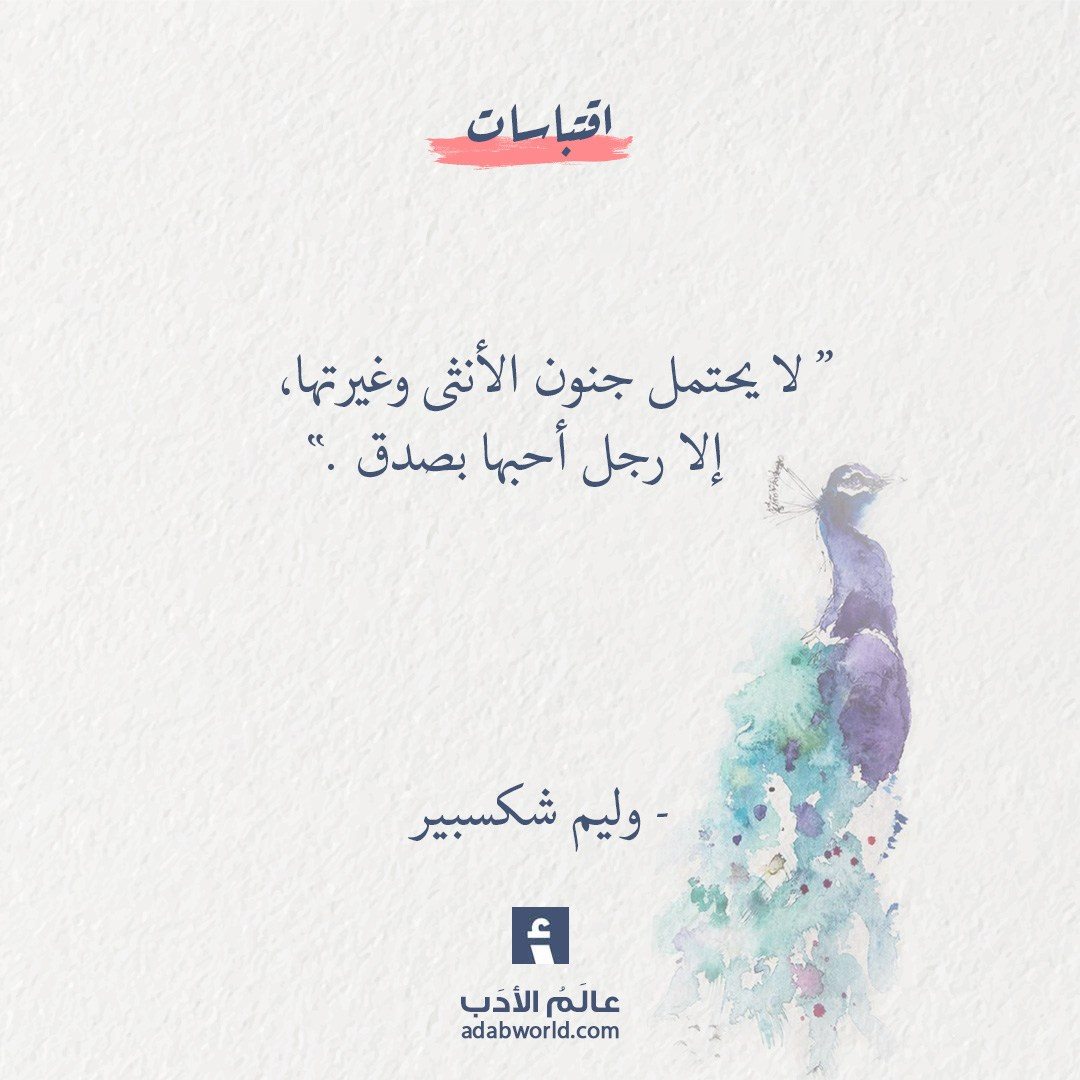 اقتباسات
” لا يحتمل جنون الأنثى وغيرتها،
إلا رجل أحبها بصدق .“
- وليم شكسبير
أ
عالَمُ الأدَب
adabworld.com